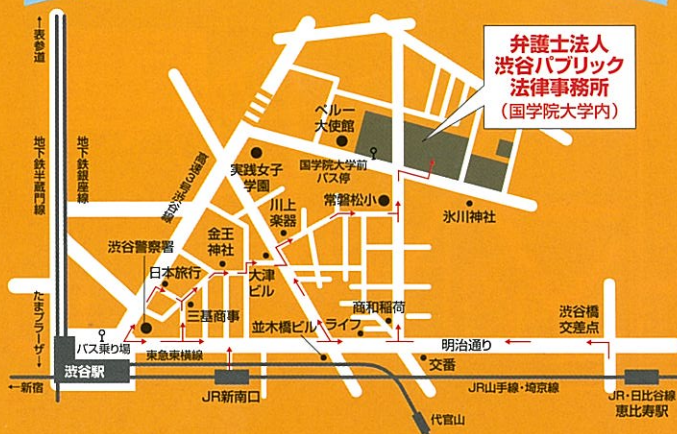 ←表参道
地下鉄半蔵門線
地下鉄銀座線
たまプラーザ→
弁護士法人
渋谷パブリック
法律事務所
(国学院大学内)
ペルー
大使館
国学院大学前
バス停
実践女子
学園
高速3号渋谷線
川上
楽器
常磐松小
氷川神社
金王
神社
渋谷警察署
日本旅行
大津
ビル
三基商事
商和稲荷
渋谷橋
交差点
並木橋ビル
ライフ
明治通り
バス乗り場
東急東横線
交番
渋谷駅
←新宿
JR新南口
JR山手線・埼京線
JR・日比谷線
恵比寿駅
代官山